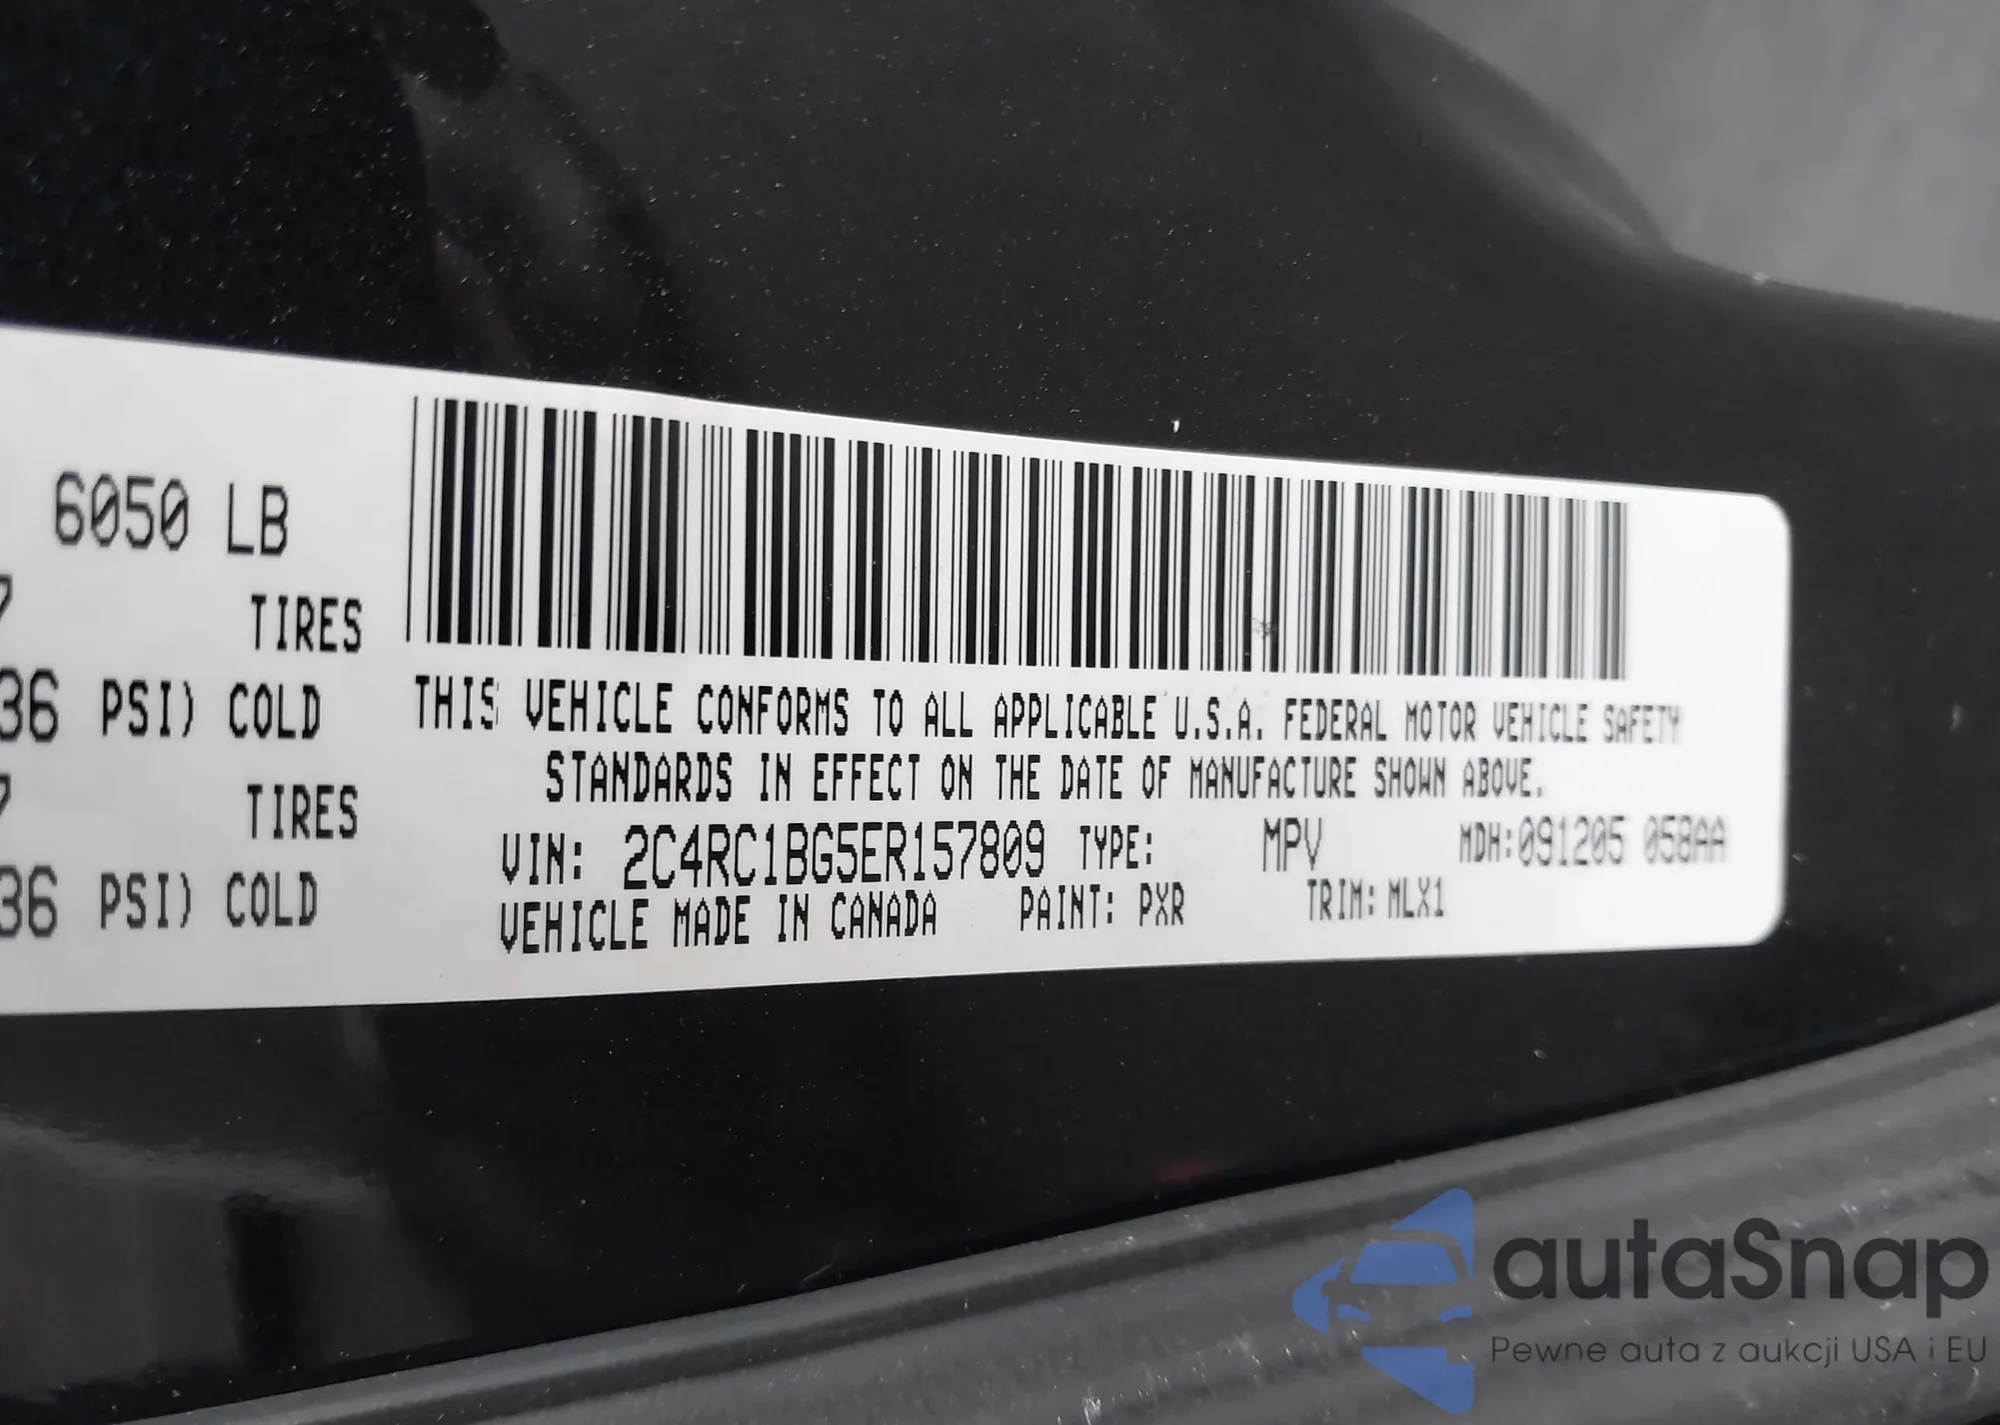 6050 LB
7 TIRES
36 PSI) COLD
7 TIRES
36 PSI) COLD
THIS VEHICLE CONFORMS TO ALL APPLICABLE U.S.A. FEDERAL MOTOR VEHICLE SAFETY
STANDARDS IN EFFECT ON THE DATE OF MANUFACTURE SHOWN ABOVE.
VIN: 2C4RC1BG5ER157809 TYPE: MPV MDH:091205 058AA
VEHICLE MADE IN CANADA PAINT: PXR TRIM: MLX1
autaSnap
Pewne auta z aukcji USA i EU